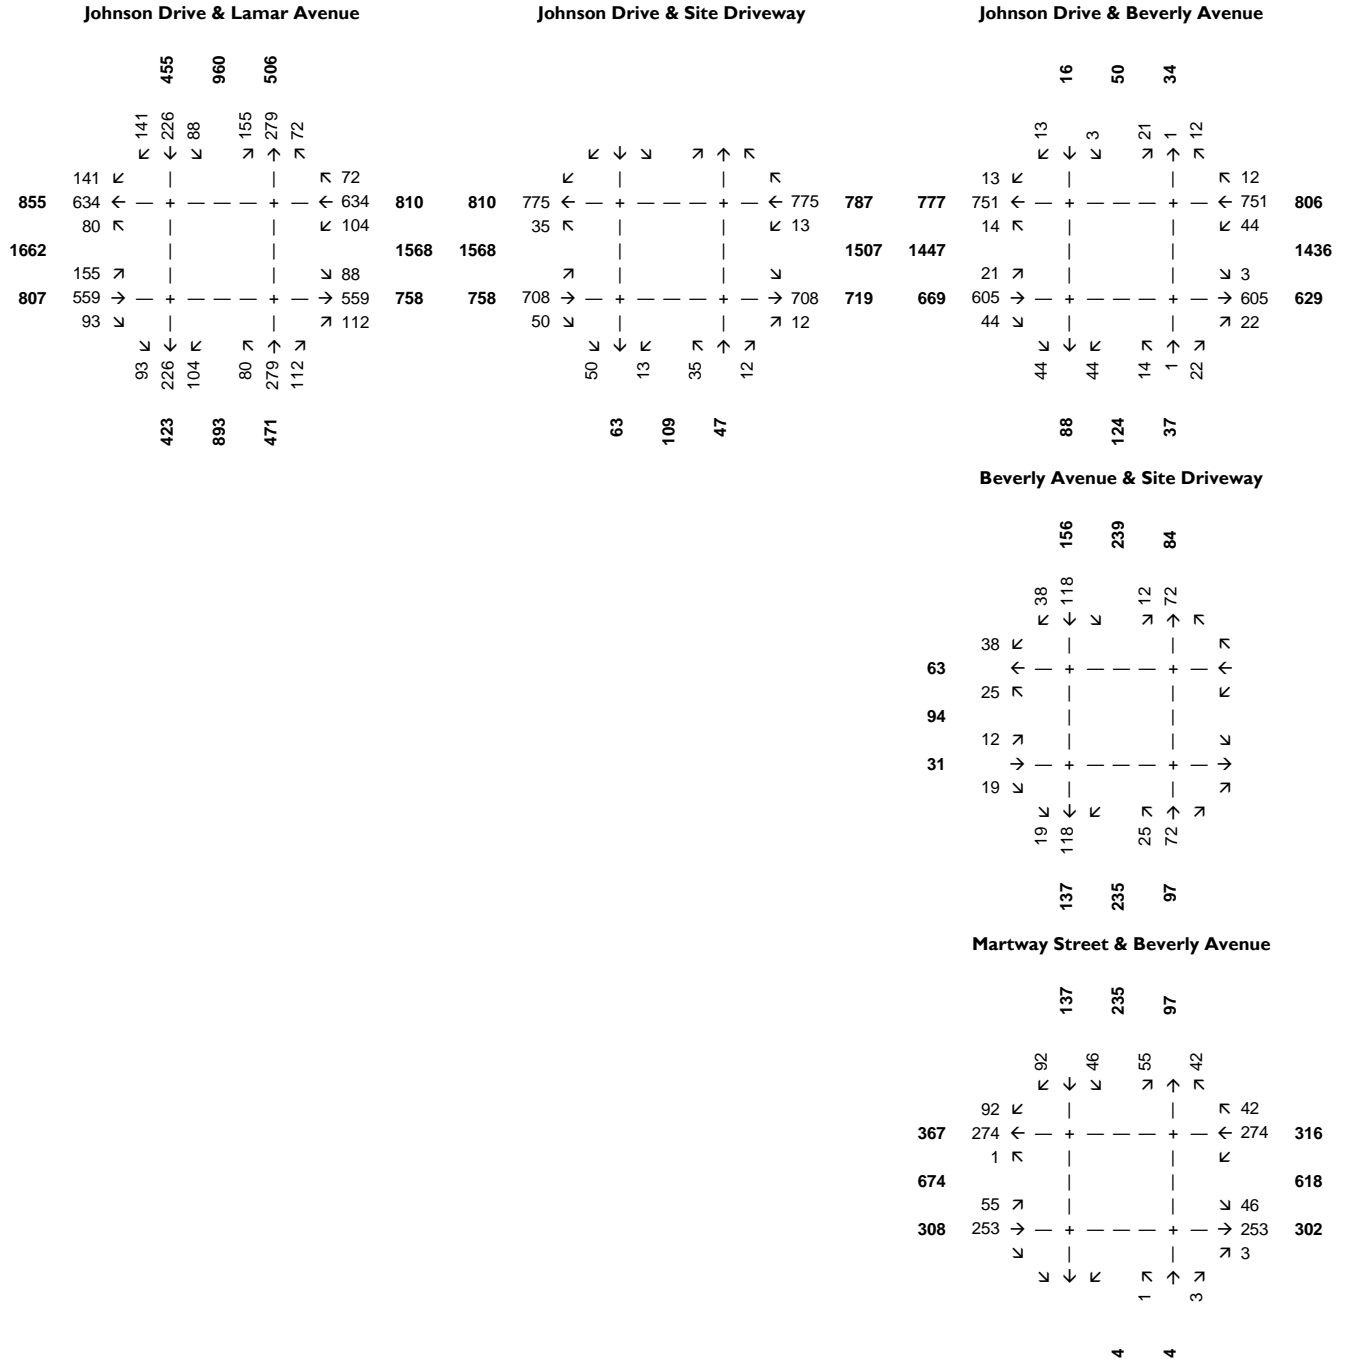 Johnson Drive & Lamar Avenue Johnson Drive & Site Driveway Johnson Drive & Beverly Avenue
455 960 506 16 50 34
141 226 88 155 279 72 13 3 21 1 12
↙ ↓ ↘ ↗ ↑ ↖ ↙ ↓ ↘ ↗ ↑ ↖ ↙ ↓ ↘ ↗ ↑ ↖
141 ↙ | | ↖ 72 ↙ | | ↖ 13 ↙ | | ↖ 12
855 634 ← — + — — — + — ← 634 810 810 775 ← — + — — — + — ← 775 787 777 751 ← — + — — — + — ← 751 806
80 ↖ | | ↙ 104 35 ↖ | | ↙ 13 14 ↖ | | ↙ 44
1662 | | 1568 1568 | | 1507 1447 | | 1436
155 ↗ | | ↘ 88 ↗ | | ↘ 21 ↗ | | ↘ 3
807 559 → — + — — — + — → 559 758 758 708 → — + — — — + — → 708 719 669 605 → — + — — — + — → 605 629
93 ↘ | | ↗ 112 50 ↘ | | ↗ 12 44 ↘ | | ↗ 22
↘ ↓ ↙ ↖ ↑ ↗ ↘ ↓ ↙ ↖ ↑ ↗ ↘ ↓ ↙ ↖ ↑ ↗
93 226 104 80 279 112 50 13 35 12 44 44 14 1 22
423 893 471 63 109 47 88 124 37
Beverly Avenue & Site Driveway
156 239 84
38 118 12 72
↙ ↓ ↘ ↗ ↑ ↖
38 ↙ | | ↖
63 ← — + — — — + — ←
25 ↖ | | ↙
94 | |
12 ↗ | | ↘
31 → — + — — — + — →
19 ↘ | | ↗
↘ ↓ ↙ ↖ ↑ ↗
19 118 25 72
137 235 97
Martway Street & Beverly Avenue
137 235 97
92 46 55 42
↙ ↓ ↘ ↗ ↑ ↖
92 ↙ | | ↖ 42
367 274 ← — + — — — + — ← 274 316
1 ↖ | | ↙
674 | | 618
55 ↗ | | ↘ 46
308 253 → — + — — — + — → 253 302
↘ | | ↗ 3
↘ ↓ ↙ ↖ ↑ ↗
1 3
4 4